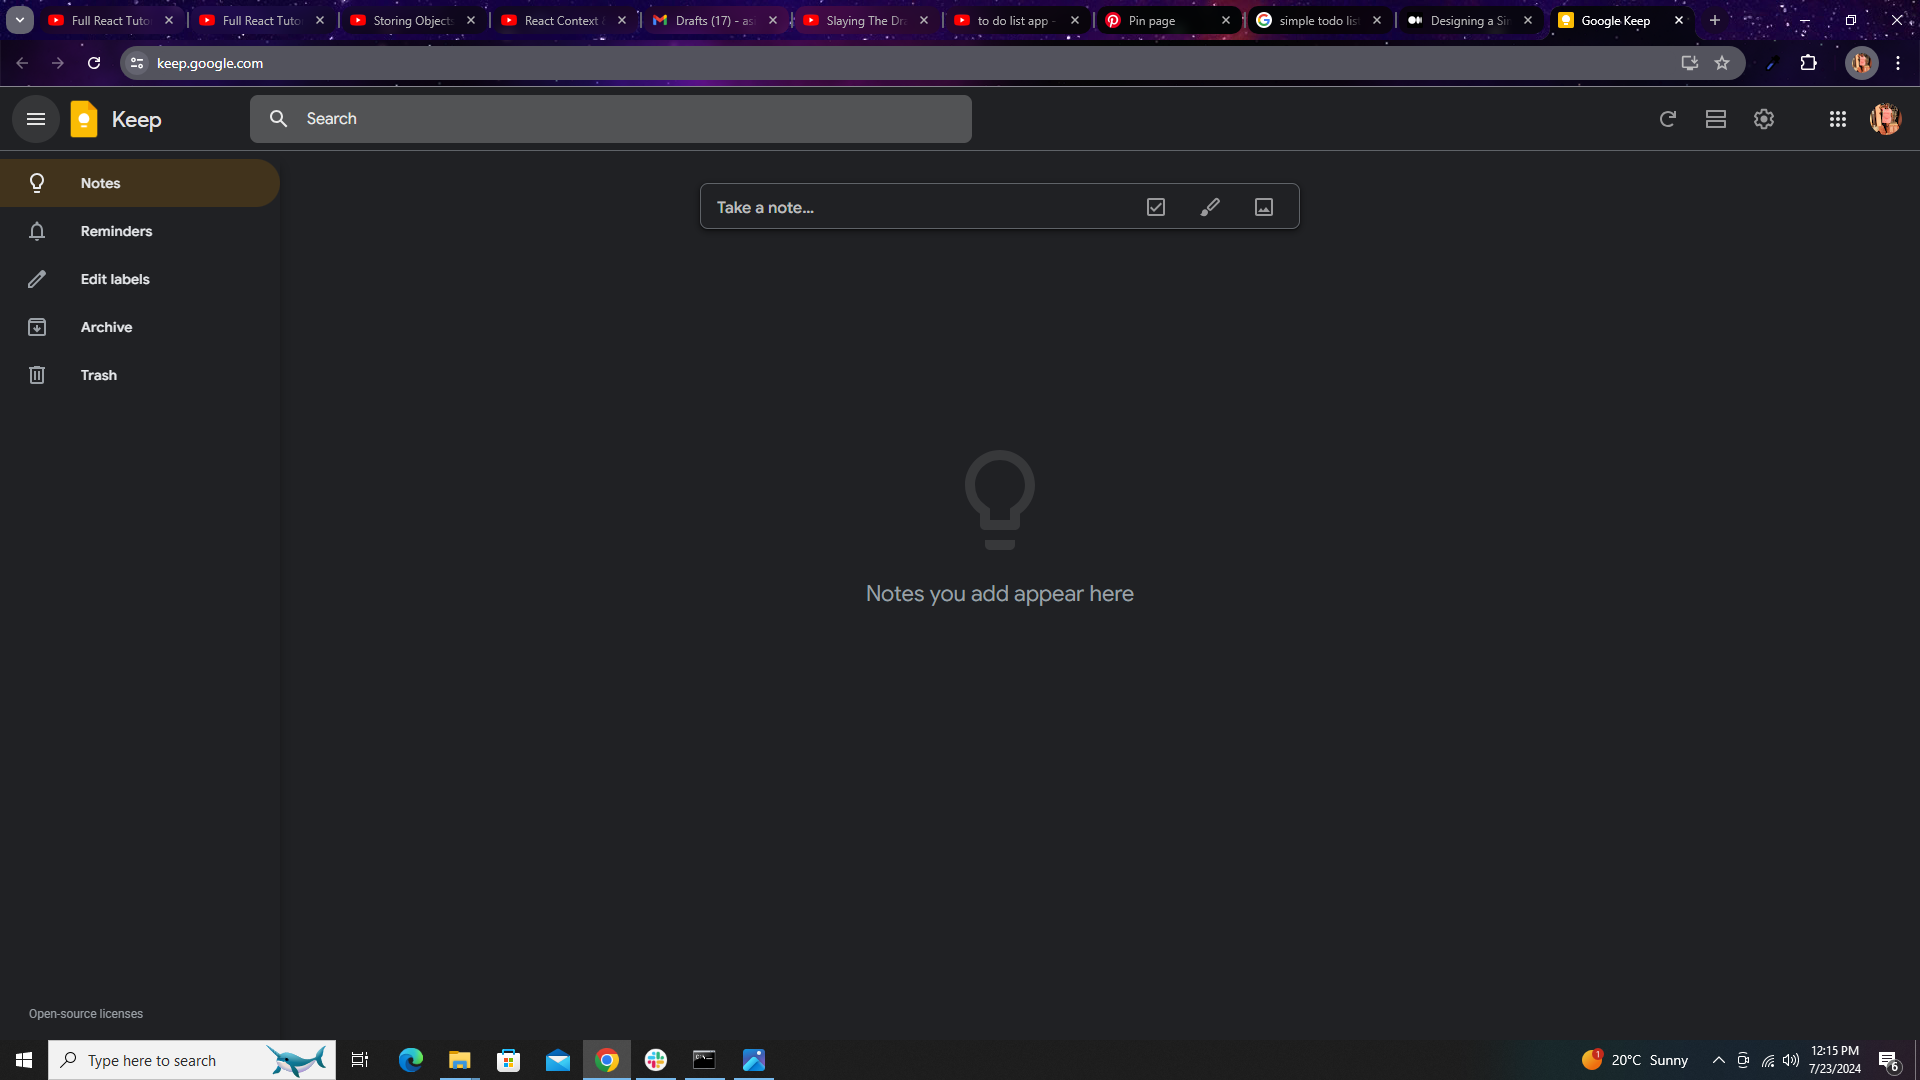 Full React Tuto
Full React Tuto
Storing Objects
React Context
Drafts (17) - as
Slaying The Dr
to do list app -
Pin page
simple todo lis
Designing a Si
Google Keep
keep.google.com
Keep
Search
Notes
Take a note...
Reminders
Edit labels
Archive
Trash
Notes you add appear here
Open-source licenses
Type here to search
1
20°C Sunny
12:15 PM
7/23/2024
6